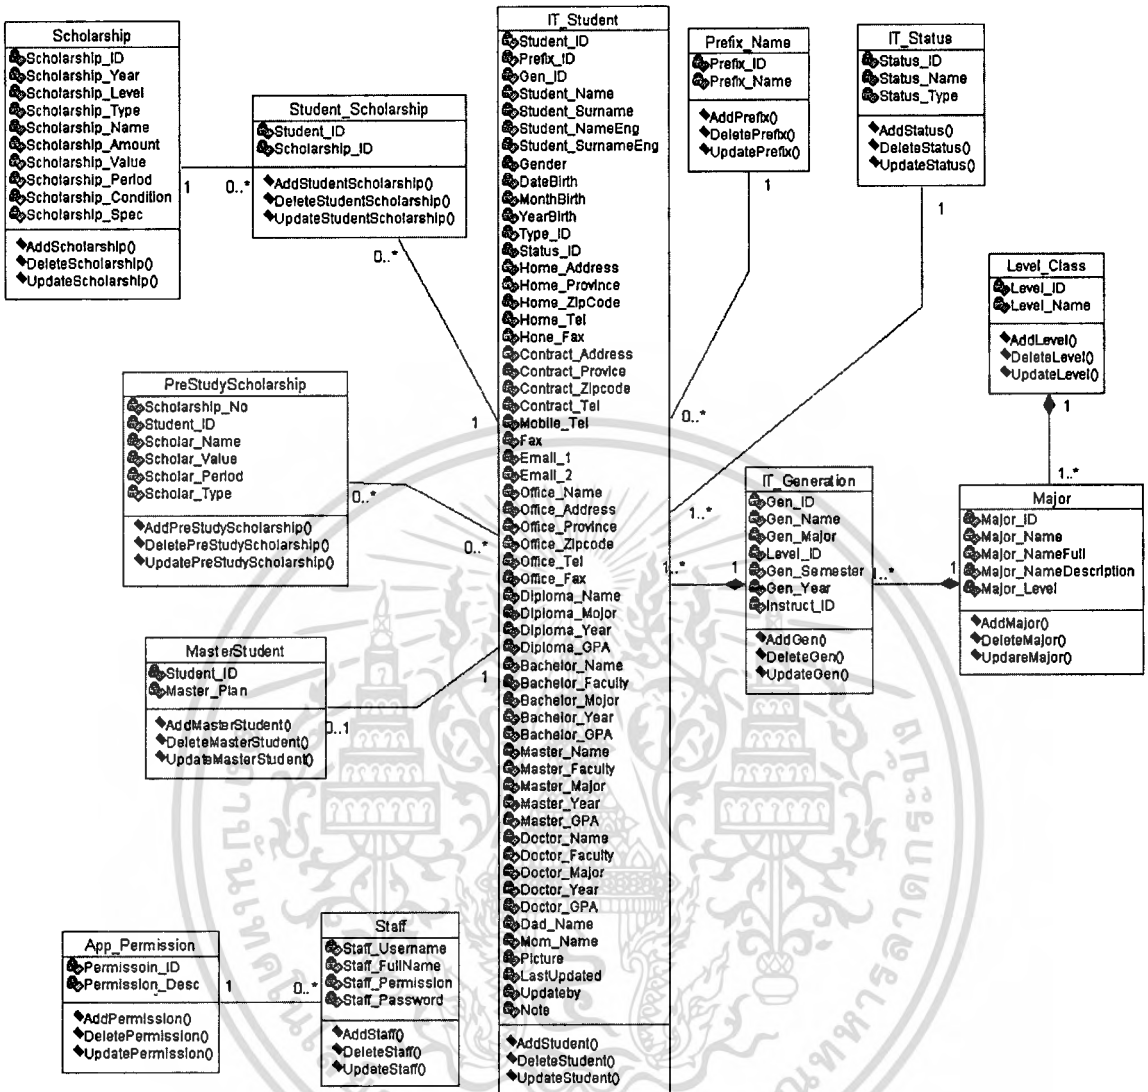 Scholarship
Scholarship_ID
Scholarship_Year
Scholarship_Level
Scholarship_Type
Scholarship_Name
Scholarship_Amount
Scholarship_Value
Scholarship_Period
Scholarship_Condition
Scholarship_Spec
AddScholarship()
DeleteScholarship()
UpdateScholarship()
1
0..*
Student_Scholarship
Student_ID
Scholarship_ID
AddStudentScholarship()
DeleteStudentScholarship()
UpdateStudentScholarship()
0..*
1
PreStudyScholarship
Scholarship_No
Student_ID
Scholar_Name
Scholar_Value
Scholar_Period
Scholar_Type
AddPreStudyScholarship()
DeletePreStudyScholarship()
UpdatePreStudyScholarship()
0..*
0..*
MasterStudent
Student_ID
Master_Plan
AddMasterStudent()
DeleteMasterStudent()
UpdateMasterStudent()
0..1
1
App_Permission
Permissoin_ID
Permission_Desc
AddPermission()
DeletePermission()
UpdatePermission()
1
0..*
Staff
Staff_Username
Staff_FullName
Staff_Permission
Staff_Password
AddStaff()
DeleteStaff()
UpdateStaff()
IT_Student
Student_ID
Prefix_ID
Gen_ID
Student_Name
Student_Surname
Student_NameEng
Student_SurnameEng
Gender
DateBirth
MonthBirth
YearBirth
Type_ID
Status_ID
Home_Address
Home_Province
Home_ZipCode
Home_Tel
Hone_Fax
Contract_Address
Contract_Provice
Contract_Zipcode
Contract_Tel
Mobile_Tel
Fax
Email_1
Email_2
Office_Name
Office_Address
Office_Province
Office_Zipcode
Office_Tel
Office_Fax
Diploma_Name
Diploma_Mojor
Diploma_Year
Diploma_GPA
Bachelor_Name
Bachelor_Faculty
Bachelor_Mojor
Bachelor_Year
Bachelor_GPA
Master_Name
Master_Faculty
Master_Major
Master_Year
Master_GPA
Doctor_Name
Doctor_Faculty
Doctor_Major
Doctor_Year
Doctor_GPA
Dad_Name
Mom_Name
Picture
LastUpdated
Updateby
Note
AddStudent()
DeleteStudent()
UpdateStudent()
Prefix_Name
Prefix_ID
Prefix_Name
AddPrefix()
DeletePrefix()
UpdatePrefix()
1
0..*
IT_Status
Status_ID
Status_Name
Status_Type
AddStatus()
DeleteStatus()
UpdateStatus()
1
1..*
Level_Class
Level_ID
Level_Name
AddLevel()
DeleteLevel()
UpdateLevel()
1
1..*
IT_Generation
Gen_ID
Gen_Name
Gen_Major
Level_ID
Gen_Semester
Gen_Year
Instruct_ID
AddGen()
DeleteGen()
UpdateGen()
1..*
1
1..*
1
Major
Major_ID
Major_Name
Major_NameFull
Major_NameDescription
Major_Level
AddMajor()
DeleteMajor()
UpdareMajor()